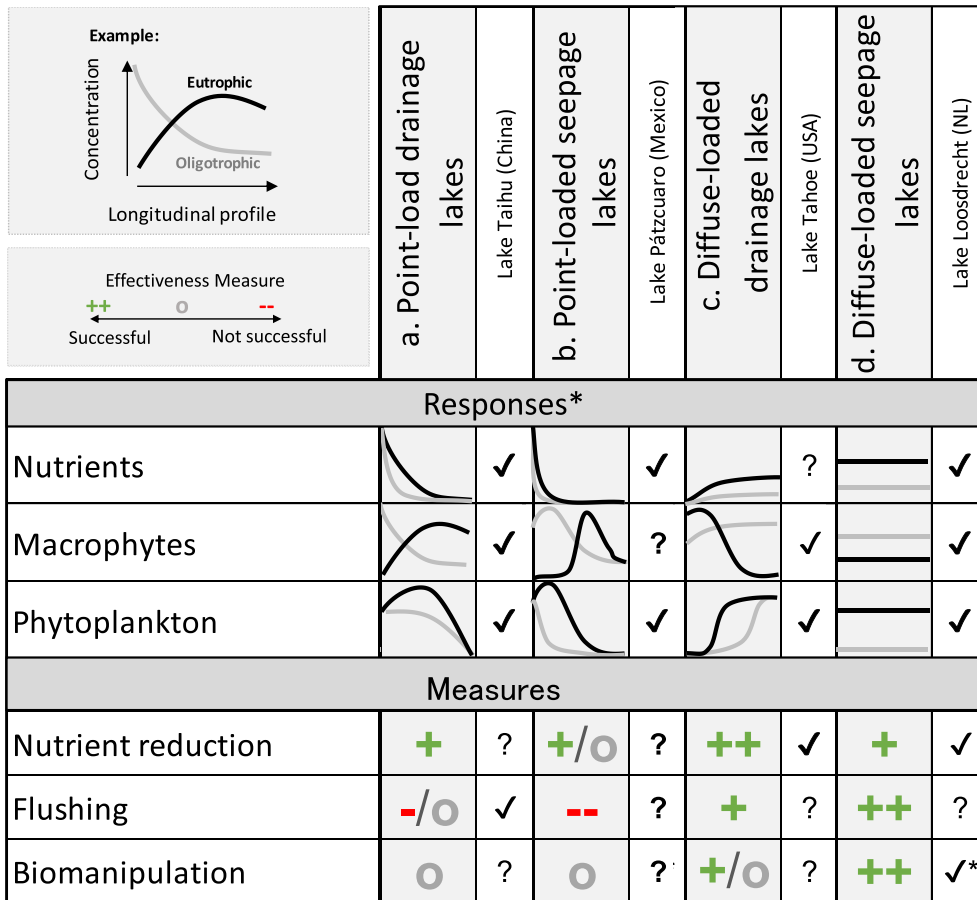 Example:
Concentration
Eutrophic
Oligotrophic
Longitudinal profile
Effectiveness Measure
++ o --
Successful Not successful
a. Point-load drainage
lakes
Lake Taihu (China)
b. Point-loaded seepage
lakes
Lake Pátzcuaro (Mexico)
c. Diffuse-loaded
drainage lakes
Lake Tahoe (USA)
d. Diffuse-loaded seepage
lakes
Lake Loosdrecht (NL)
Responses*
Nutrients ✓ ✓ ? ✓
Macrophytes ✓ ? ✓ ✓
Phytoplankton ✓ ✓ ✓ ✓
Measures
Nutrient reduction + ? +/o ? ++ ✓ + ✓
Flushing -/o ✓ -- ? + ? ++ ?
Biomanipulation o ? o ? +/o ? ++ ✓*